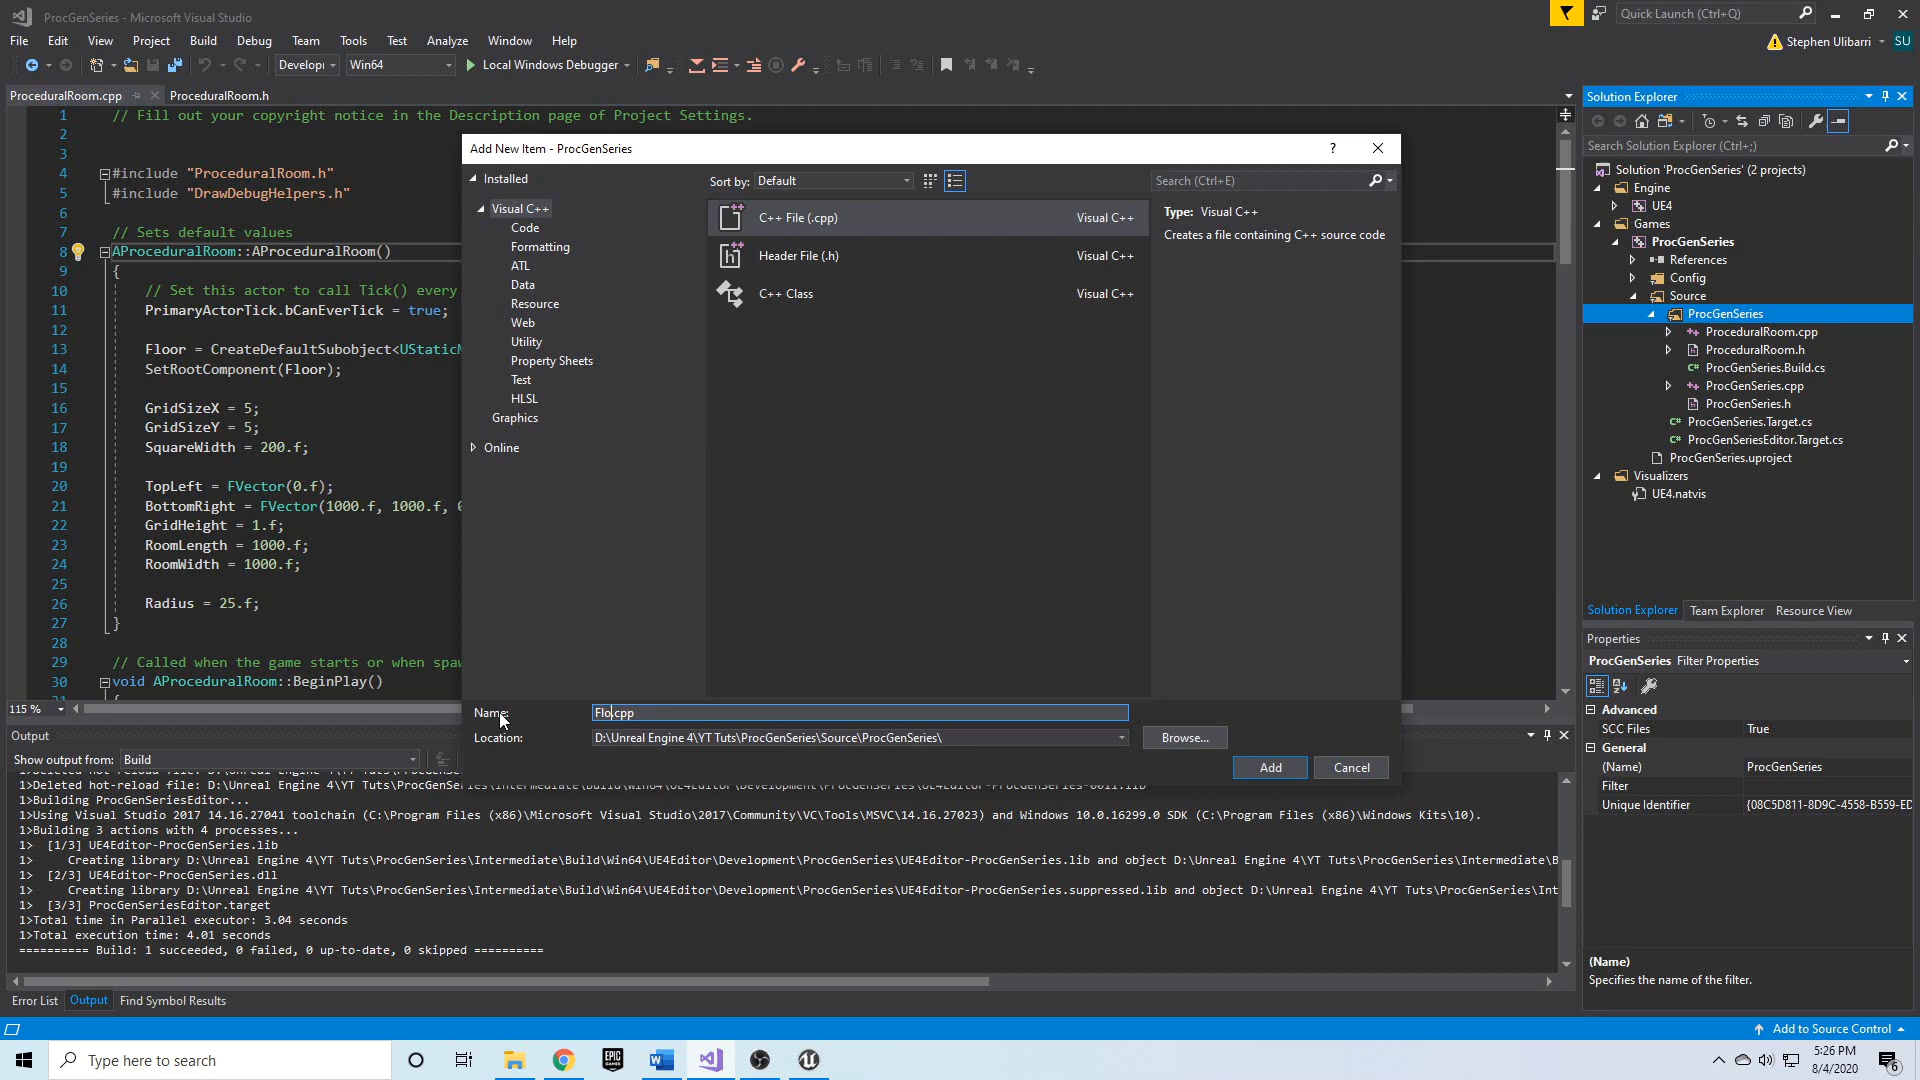 ProcGenSeries - Microsoft Visual Studio
Quick Launch (Ctrl+Q)
File Edit View Project Build Debug Team Tools Test Analyze Window Help
Stephen Ulibarri SU
Develop Win64 Local Windows Debugger
ProceduralRoom.cpp ProceduralRoom.h
1 // Fill out your copyright notice in the Description page of Project Settings.
2
3
4 #include "ProceduralRoom.h"
5 #include "DrawDebugHelpers.h"
6
7 // Sets default values
8 AProceduralRoom::AProceduralRoom()
9 {
10 // Set this actor to call Tick() every
11 PrimaryActorTick.bCanEverTick = true;
12
13 Floor = CreateDefaultSubobject<UStatic
14 SetRootComponent(Floor);
15
16 GridSizeX = 5;
17 GridSizeY = 5;
18 SquareWidth = 200.f;
19
20 TopLeft = FVector(0.f);
21 BottomRight = FVector(1000.f, 1000.f,
22 GridHeight = 1.f;
23 RoomLength = 1000.f;
24 RoomWidth = 1000.f;
25
26 Radius = 25.f;
27 }
28
29 // Called when the game starts or when spaw
30 void AProceduralRoom::BeginPlay()
115 %
Add New Item - ProcGenSeries
?
Installed
Visual C++
Code
Formatting
ATL
Data
Resource
Web
Utility
Property Sheets
Test
HLSL
Graphics
Online
Sort by: Default
Search (Ctrl+E)
C++ File (.cpp) Visual C++
Header File (.h) Visual C++
C++ Class Visual C++
Type: Visual C++
Creates a file containing C++ source code
Name: Flo.cpp
Location: D:\Unreal Engine 4\YT Tuts\ProcGenSeries\Source\ProcGenSeries\
Browse...
Add Cancel
Solution Explorer
Search Solution Explorer (Ctrl+;)
Solution 'ProcGenSeries' (2 projects)
Engine
UE4
Games
ProcGenSeries
References
Config
Source
ProcGenSeries
ProceduralRoom.cpp
ProceduralRoom.h
ProcGenSeries.Build.cs
ProcGenSeries.cpp
ProcGenSeries.h
ProcGenSeries.Target.cs
ProcGenSeriesEditor.Target.cs
ProcGenSeries.uproject
Visualizers
UE4.natvis
Solution Explorer Team Explorer Resource View
Properties
ProcGenSeries Filter Properties
Advanced
SCC Files True
General
(Name) ProcGenSeries
Filter
Unique Identifier {08C5D811-8D9C-4558-B559-ED
(Name)
Specifies the name of the filter.
Output
Show output from: Build
1>Deleted hot-reload file: D:\Unreal Engine 4\YT Tuts\ProcGenSeries\Intermediate\Build\Win64\UE4Editor\Development\ProcGenSeries\UE4Editor-ProcGenSeries-0011.lib
1>Building ProcGenSeriesEditor...
1>Using Visual Studio 2017 14.16.27041 toolchain (C:\Program Files (x86)\Microsoft Visual Studio\2017\Community\VC\Tools\MSVC\14.16.27023) and Windows 10.0.16299.0 SDK (C:\Program Files (x86)\Windows Kits\10).
1>Building 3 actions with 4 processes...
1> [1/3] UE4Editor-ProcGenSeries.lib
1> Creating library D:\Unreal Engine 4\YT Tuts\ProcGenSeries\Intermediate\Build\Win64\UE4Editor\Development\ProcGenSeries\UE4Editor-ProcGenSeries.lib and object D:\Unreal Engine 4\YT Tuts\ProcGenSeries\Intermediate\B
1> [2/3] UE4Editor-ProcGenSeries.dll
1> Creating library D:\Unreal Engine 4\YT Tuts\ProcGenSeries\Intermediate\Build\Win64\UE4Editor\Development\ProcGenSeries\UE4Editor-ProcGenSeries.suppressed.lib and object D:\Unreal Engine 4\YT Tuts\ProcGenSeries\Int
1> [3/3] ProcGenSeriesEditor.target
1>Total time in Parallel executor: 3.04 seconds
1>Total execution time: 4.01 seconds
========== Build: 1 succeeded, 0 failed, 0 up-to-date, 0 skipped ==========
Error List Output Find Symbol Results
Add to Source Control
Type here to search
5:26 PM
8/4/2020
6